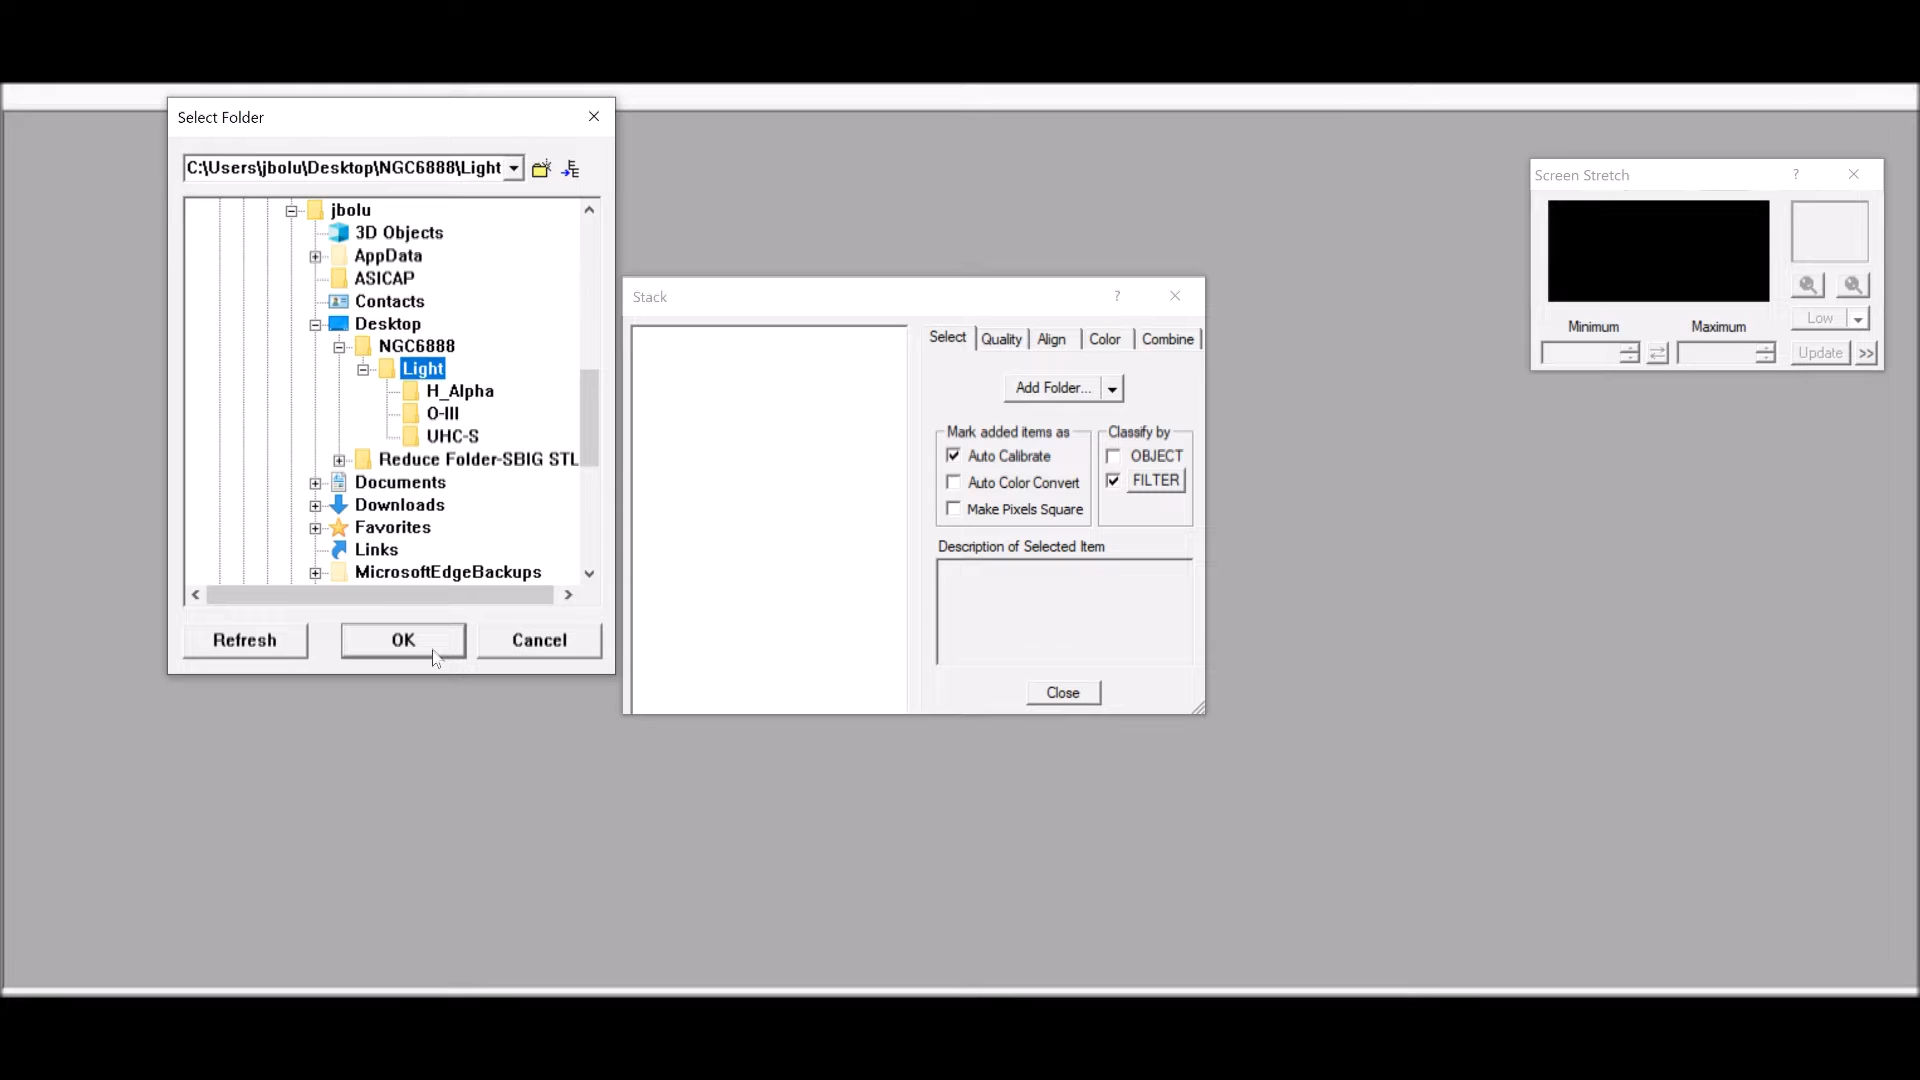 Select Folder
C:\Users\jbolu\Desktop\NGC6888\Light
jbolu
3D Objects
AppData
ASICAP
Contacts
Desktop
NGC6888
Light
H_Alpha
O-III
UHC-S
Reduce Folder-SBIG STL
Documents
Downloads
Favorites
Links
MicrosoftEdgeBackups
Refresh OK Cancel
Stack ?
Select Quality Align Color Combine
Add Folder...
Mark added items as
Auto Calibrate
Auto Color Convert
Make Pixels Square
Classify by
OBJECT
FILTER
Description of Selected Item
Close
Screen Stretch ?
Low
Minimum Maximum
Update >>